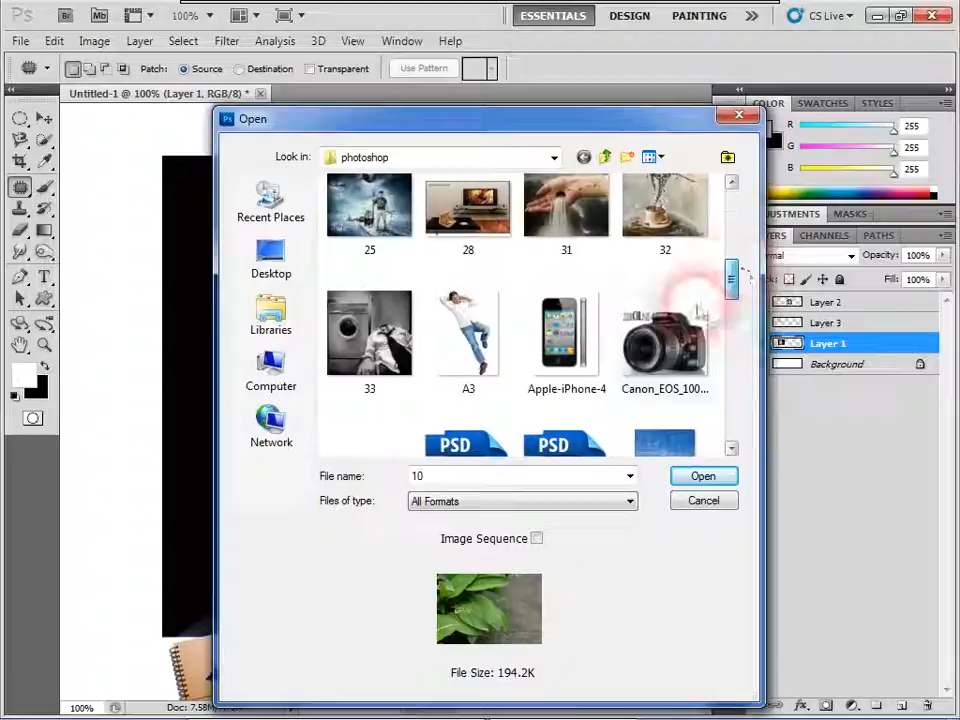 Ps Br Mb 100% ESSENTIALS DESIGN PAINTING CS Live
File Edit Image Layer Select Filter Analysis 3D View Window Help
Patch: Source Destination Transparent Use Pattern
Untitled-1 @ 100% (Layer 1, RGB/8) *
COLOR SWATCHES STYLES
Open
R 255
G 255
B 255
Look in: photoshop
Recent Places
Desktop
Libraries
Computer
Network
25 28 31 32
33 A3 Apple-iPhone-4 Canon_EOS_100...
PSD PSD
File name: 10 Open
Files of type: All Formats Cancel
Image Sequence
File Size: 194.2K
MASKS
CHANNELS PATHS
Opacity: 100%
Fill: 100%
Layer 2
Layer 3
Layer 1
Background
100%